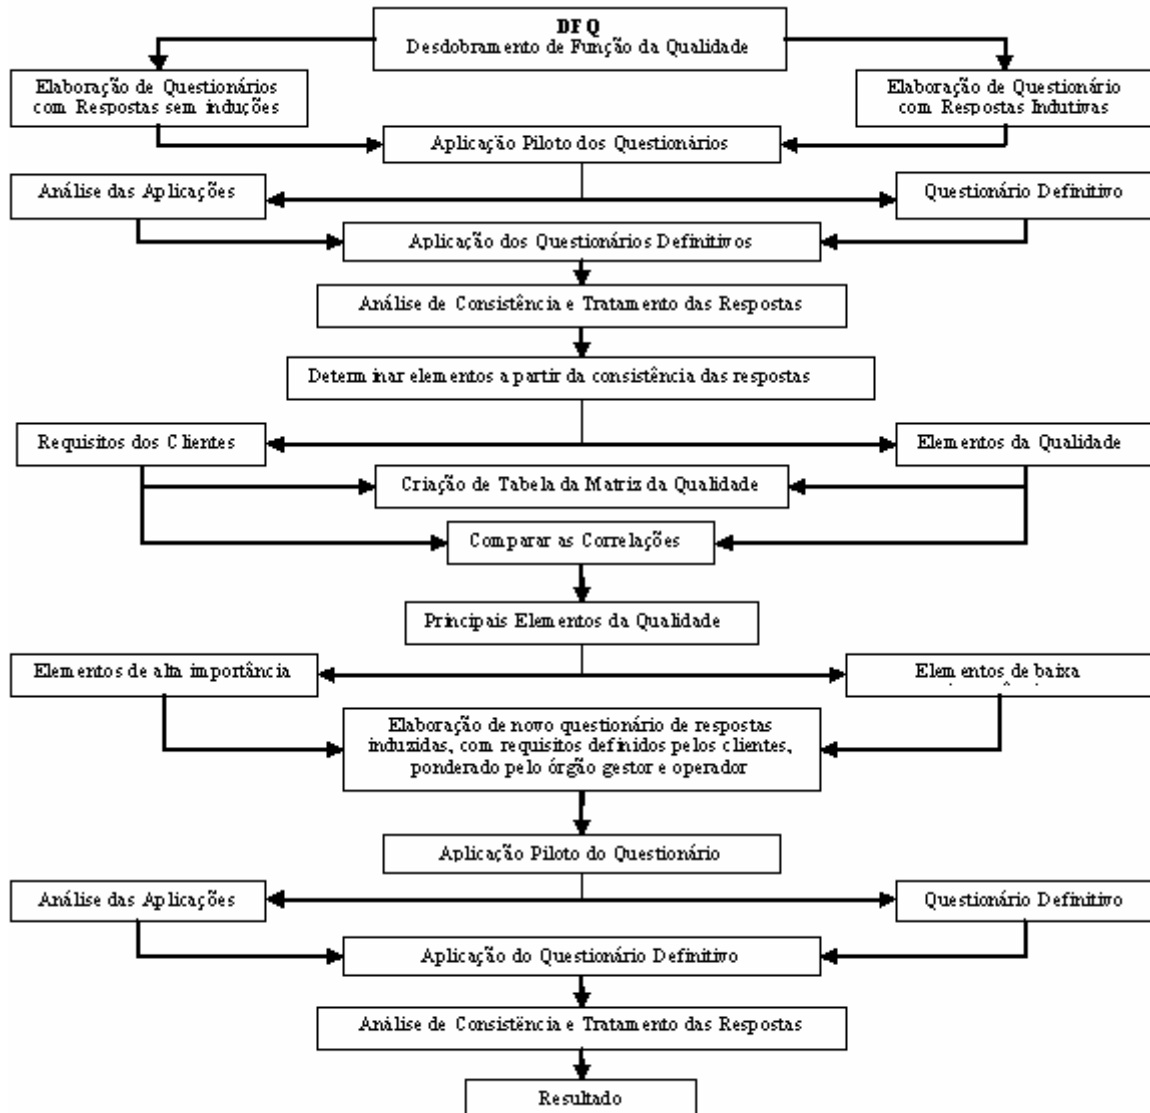 DFQ
Desdobramento de Função da Qualidade
Elaboração de Questionários
com Respostas sem induções
Elaboração de Questionário
com Respostas Indutivas
Aplicação Piloto dos Questionários
Análise das Aplicações
Questionário Definitivo
Aplicação dos Questionários Definitivos
Análise de Consistência e Tratamento das Respostas
Determinar elementos a partir da consistência das respostas
Requisitos dos Clientes
Elementos da Qualidade
Criação de Tabela da Matriz da Qualidade
Comparar as Correlações
Principais Elementos da Qualidade
Elementos de alta importância
Elementos de baixa
Elaboração de novo questionário de respostas
induzidas, com requisitos definidos pelos clientes,
ponderado pelo órgão gestor e operador
Aplicação Piloto do Questionário
Análise das Aplicações
Questionário Definitivo
Aplicação do Questionário Definitivo
Análise de Consistência e Tratamento das Respostas
Resultado